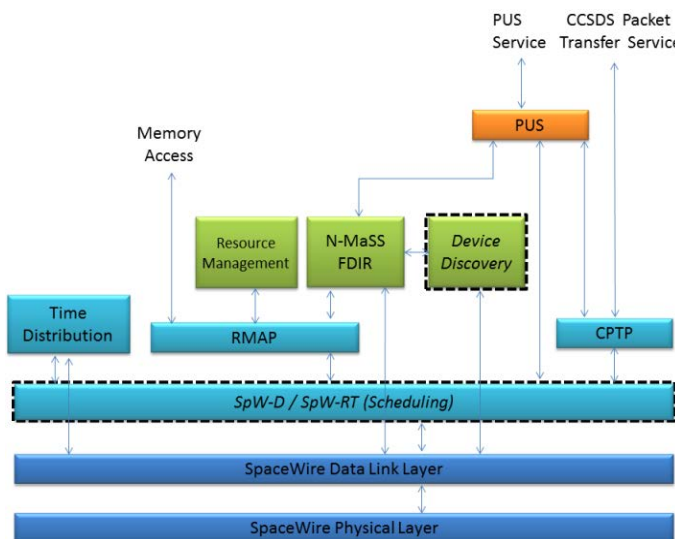 PUS
Service
CCSDS
Transfer Packet
Service
PUS
Memory
Access
Resource
Management
N-MaSS
FDIR
Device
Discovery
Time
Distribution
RMAP
CPTP
SpW-D / SpW-RT (Scheduling)
SpaceWire Data Link Layer
SpaceWire Physical Layer